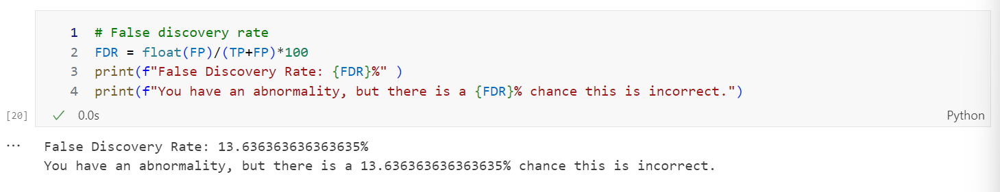 1 # False discovery rate
2 FDR = float(FP)/(TP+FP)*100
3 print(f"False Discovery Rate: {FDR}%" )
4 print(f"You have an abnormality, but there is a {FDR}% chance this is incorrect.")
[20] ✓ 0.0s Python
... False Discovery Rate: 13.636363636363635%
You have an abnormality, but there is a 13.636363636363635% chance this is incorrect.